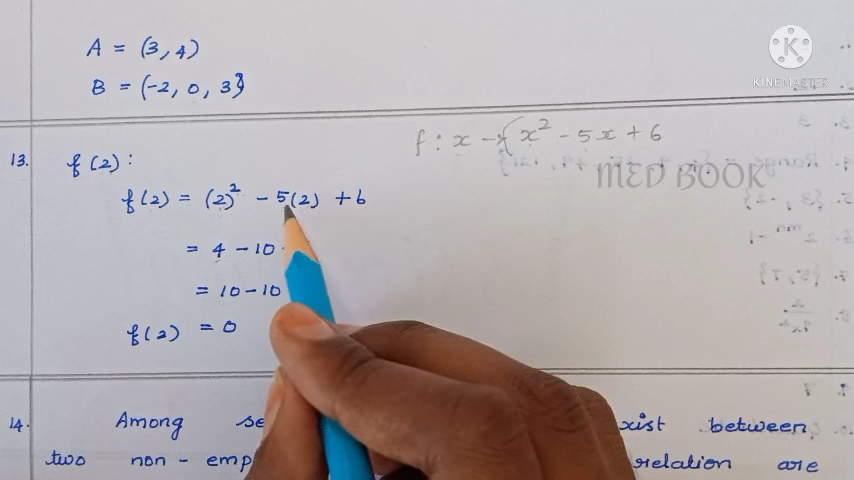 A = (3, 4)
B = {-2, 0, 3}
K
KINEMASTER
f : x → x² - 5x + 6
MED BOOK
13. f(2) :
f(2) = (2)² - 5(2) + 6
= 4 - 10
= 10 - 10
f(2) = 0
14. Among xist between
two non - emp relation are